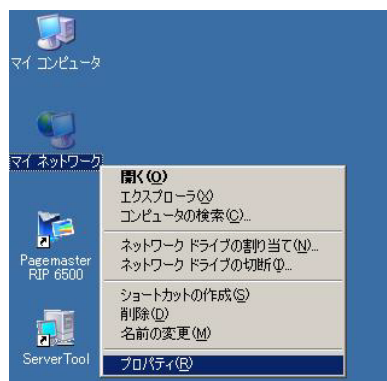 マイ コンピュータ
マイ ネットワーク
開く(O)
エクスプローラ(X)
コンピュータの検索(C)...
ネットワーク ドライブの割り当て(N)...
ネットワーク ドライブの切断(I)...
ショートカットの作成(S)
削除(D)
名前の変更(M)
プロパティ(R)
Pagemaster
RIP 6500
ServerTool